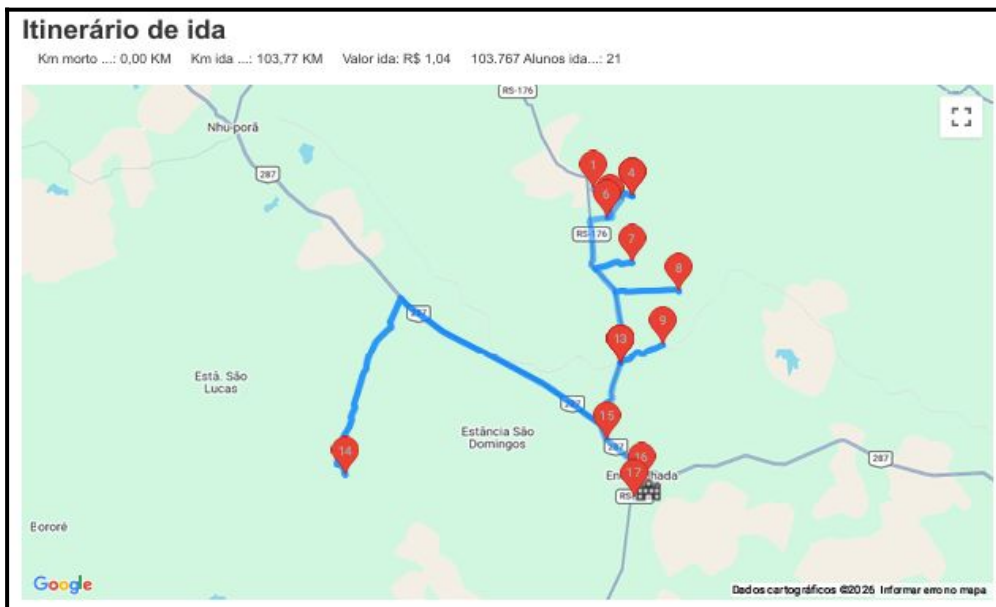 Itinerário de ida
Km morto ...: 0,00 KM Km ida ...: 103,77 KM Valor ida: R$ 1,04 103.767 Alunos ida...: 21
RS-176
Nhu-porã
287
1
4
6
RS-176
7
8
287
13
9
Estâ. São
Lucas
287
15
Estância São
Domingos
287
14
16
17
287
Bororé
Google
Dados cartográficos ©2025 Informar erro no mapa